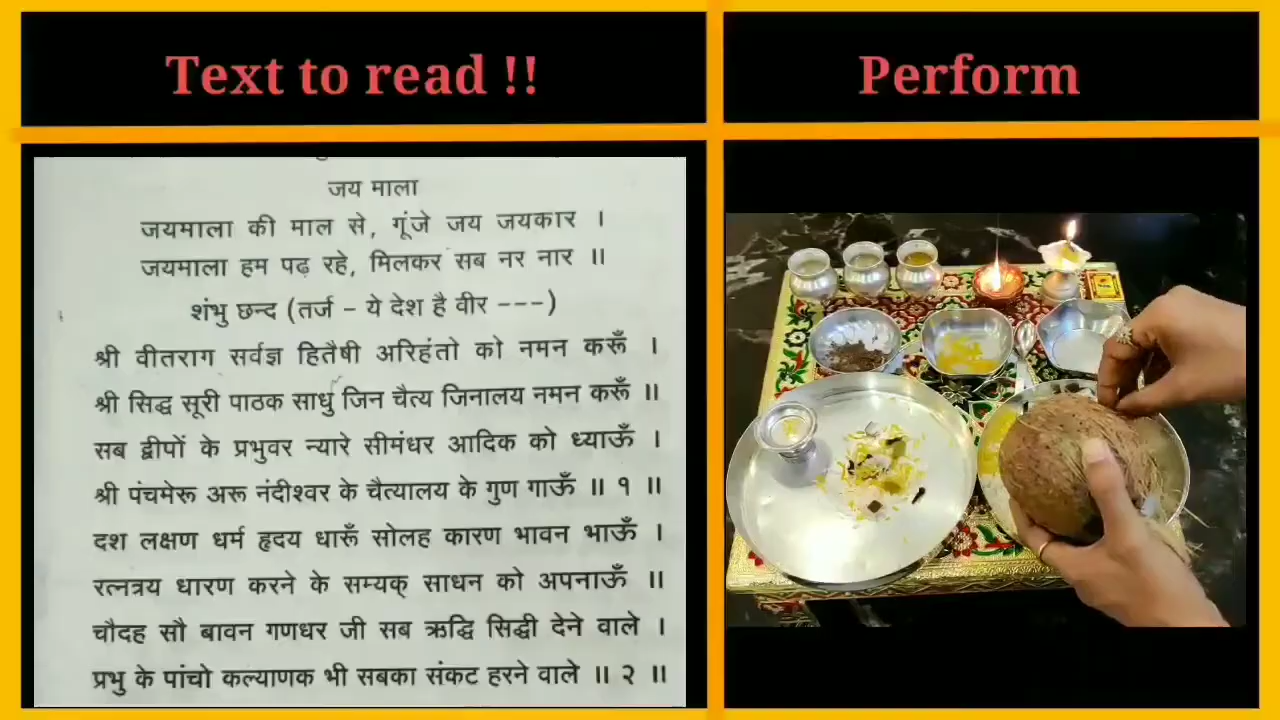 Text to read !!
Perform
जय माला
जयमाला की माल से, गूंजे जय जयकार ।
जयमाला हम पढ़ रहे, मिलकर सब नर नार ॥
शंभु छन्द (तर्ज – ये देश है वीर ---)
श्री वीतराग सर्वज्ञ हितैषी अरिहंतो को नमन करूँ ।
श्री सिद्ध सूरी पाठक साधु जिन चैत्य जिनालय नमन करूँ ॥
सब द्वीपों के प्रभुवर न्यारे सीमंधर आदिक को ध्याऊँ ।
श्री पंचमेरू अरू नंदीश्वर के चैत्यालय के गुण गाऊँ ॥ १ ॥
दश लक्षण धर्म हृदय धारूँ सोलह कारण भावन भाऊँ ।
रत्नत्रय धारण करने के सम्यक् साधन को अपनाऊँ ॥
चौदह सौ बावन गणधर जी सब ऋद्धि सिद्धी देने वाले ।
प्रभु के पांचो कल्याणक भी सबका संकट हरने वाले ॥ २ ॥